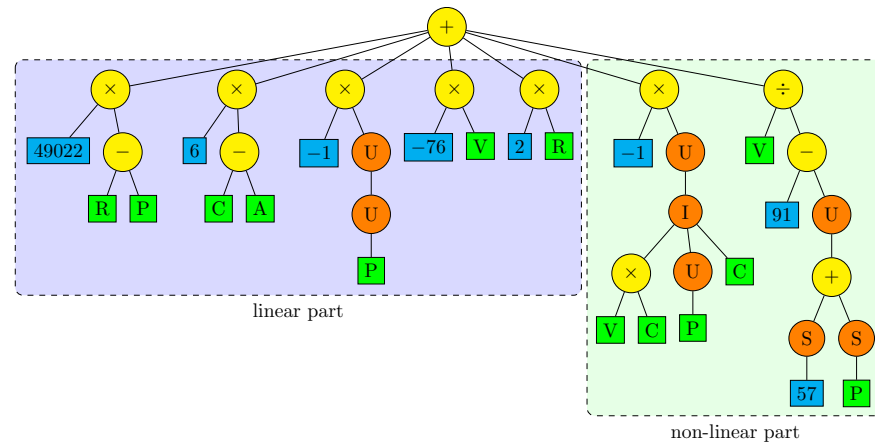 +
× × × × × × ÷
49022 − 6 − −1 U −76 V 2 R −1 U V −
R P C A U I 91 U
P × U C +
V C P S S
57 P
linear part
non-linear part